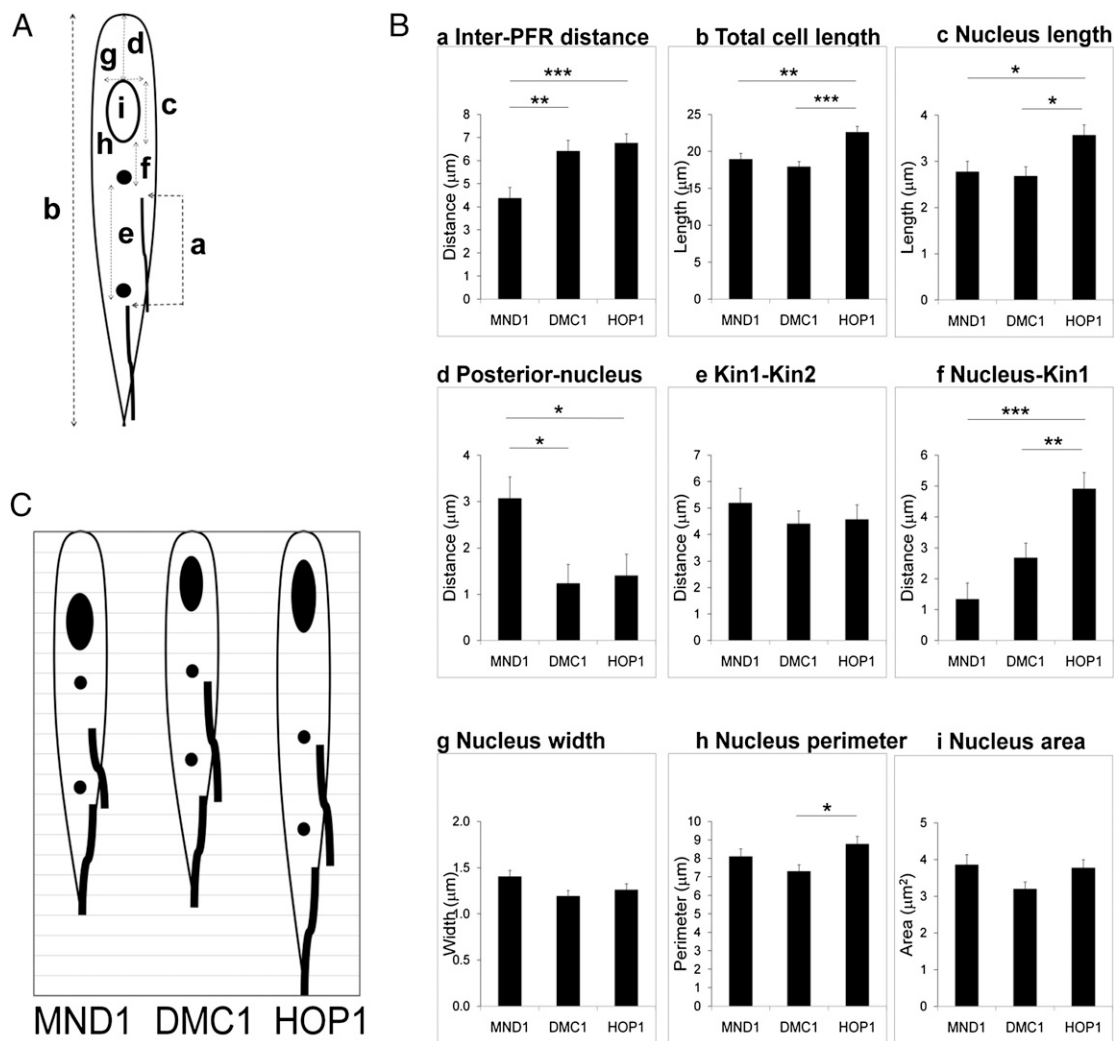 A
d
g
i
c
h
f
b
e
a
B
a Inter-PFR distance
***
**
8
7
6
5
4
3
2
1
0
Distance (µm)
MND1 DMC1 HOP1
b Total cell length
**
***
25
20
15
10
5
0
Length (µm)
MND1 DMC1 HOP1
c Nucleus length
*
*
4
3
2
1
0
Length (µm)
MND1 DMC1 HOP1
d Posterior-nucleus
*
*
4
3
2
1
0
Distance (µm)
MND1 DMC1 HOP1
e Kin1-Kin2
7
6
5
4
3
2
1
0
Distance (µm)
MND1 DMC1 HOP1
f Nucleus-Kin1
***
**
6
5
4
3
2
1
0
Distance (µm)
MND1 DMC1 HOP1
g Nucleus width
2.0
1.5
1.0
0.5
0.0
Width (µm)
MND1 DMC1 HOP1
h Nucleus perimeter
*
10
9
8
7
6
5
4
3
2
1
0
Perimeter (µm)
MND1 DMC1 HOP1
i Nucleus area
5
4
3
2
1
0
Area (µm²)
MND1 DMC1 HOP1
C
MND1 DMC1 HOP1